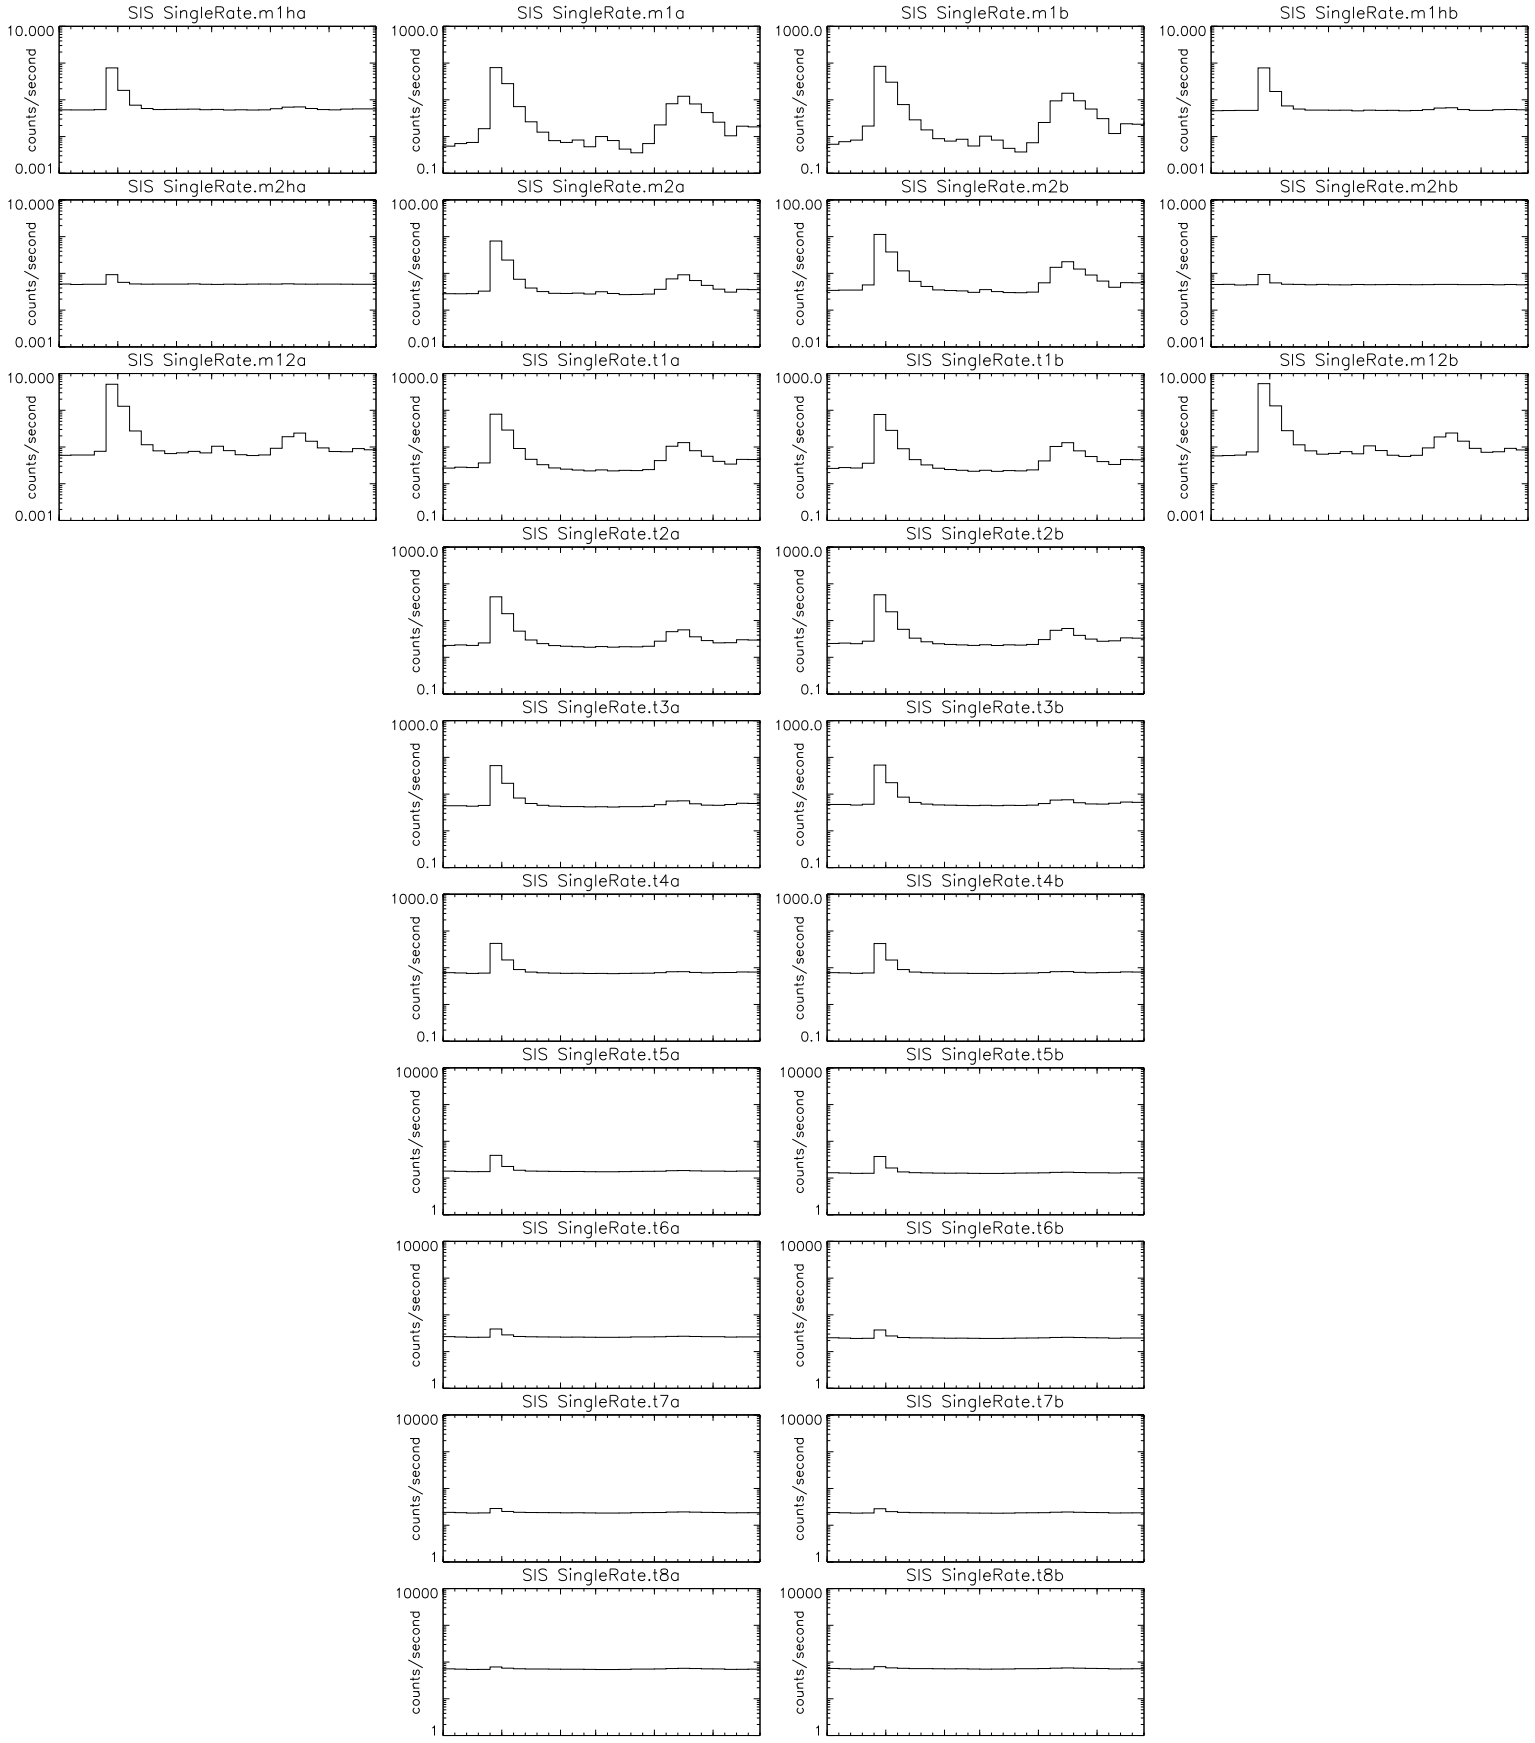 SIS SingleRate.m1ha
10.000
counts/second
0.001
SIS SingleRate.m1a
1000.0
counts/second
0.1
SIS SingleRate.m1b
1000.0
counts/second
0.1
SIS SingleRate.m1hb
10.000
counts/second
0.001
SIS SingleRate.m2ha
10.000
counts/second
0.001
SIS SingleRate.m2a
100.00
counts/second
0.01
SIS SingleRate.m2b
100.00
counts/second
0.01
SIS SingleRate.m2hb
10.000
counts/second
0.001
SIS SingleRate.m12a
10.000
counts/second
0.001
SIS SingleRate.t1a
1000.0
counts/second
0.1
SIS SingleRate.t1b
1000.0
counts/second
0.1
SIS SingleRate.m12b
10.000
counts/second
0.001
SIS SingleRate.t2a
1000.0
counts/second
0.1
SIS SingleRate.t2b
1000.0
counts/second
0.1
SIS SingleRate.t3a
1000.0
counts/second
0.1
SIS SingleRate.t3b
1000.0
counts/second
0.1
SIS SingleRate.t4a
1000.0
counts/second
0.1
SIS SingleRate.t4b
1000.0
counts/second
0.1
SIS SingleRate.t5a
10000
counts/second
1
SIS SingleRate.t5b
10000
counts/second
1
SIS SingleRate.t6a
10000
counts/second
1
SIS SingleRate.t6b
10000
counts/second
1
SIS SingleRate.t7a
10000
counts/second
1
SIS SingleRate.t7b
10000
counts/second
1
SIS SingleRate.t8a
10000
counts/second
1
SIS SingleRate.t8b
10000
counts/second
1